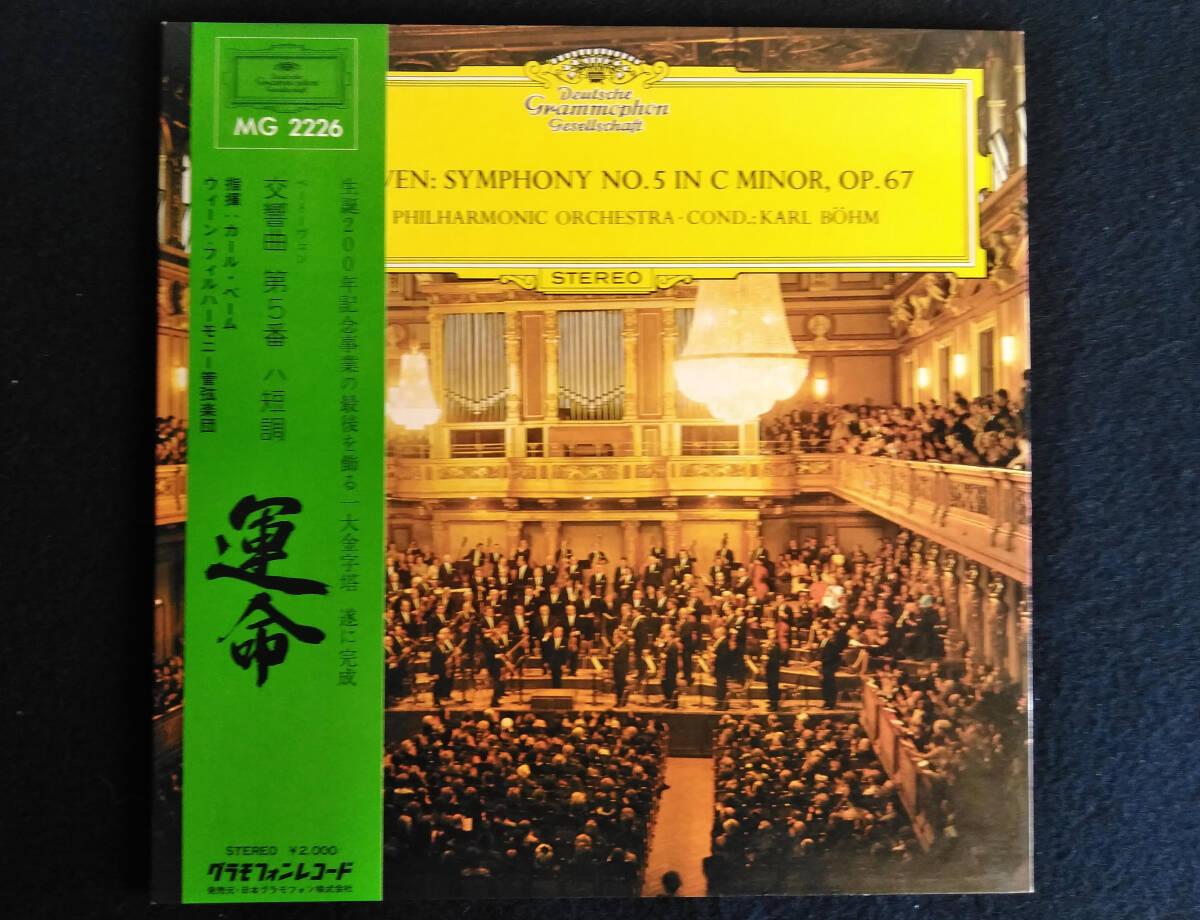 Deutsche
Grammophon
Gesellschaft
MG 2226
生誕200年記念事業の最後を飾る一大金字塔 遂に完成
ベートーヴェン
交響曲 第5番 ハ短調
指揮:カール・ベーム
ウィーン・フィルハーモニー管弦楽団
運命
STEREO ¥2,000
グラモフォンレコード
発売元・日本グラモフォン株式会社
Deutsche
Grammophon
Gesellschaft
VEN: SYMPHONY NO. 5 IN C MINOR, OP. 67
PHILHARMONIC ORCHESTRA · COND.: KARL BÖHM
STEREO